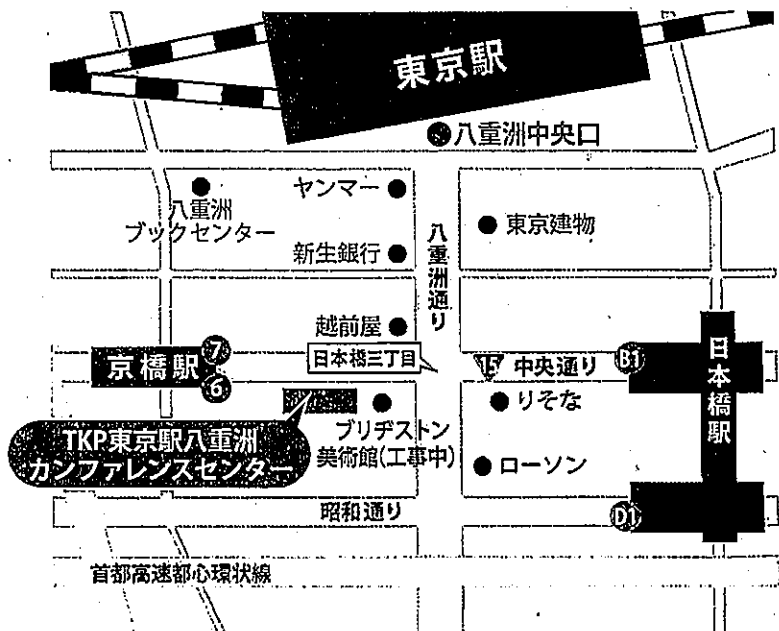 東京駅
八重洲中央口
ヤンマー
八重洲
ブックセンター
東京建物
新生銀行
八重洲通り
越前屋
日本橋三丁目
京橋駅
7
6
15
中央通り
B1
日本橋駅
りそな
ブリヂストン
美術館(工事中)
TKP東京駅八重洲
カンファレンスセンター
ローソン
昭和通り
D1
首都高速都心環状線